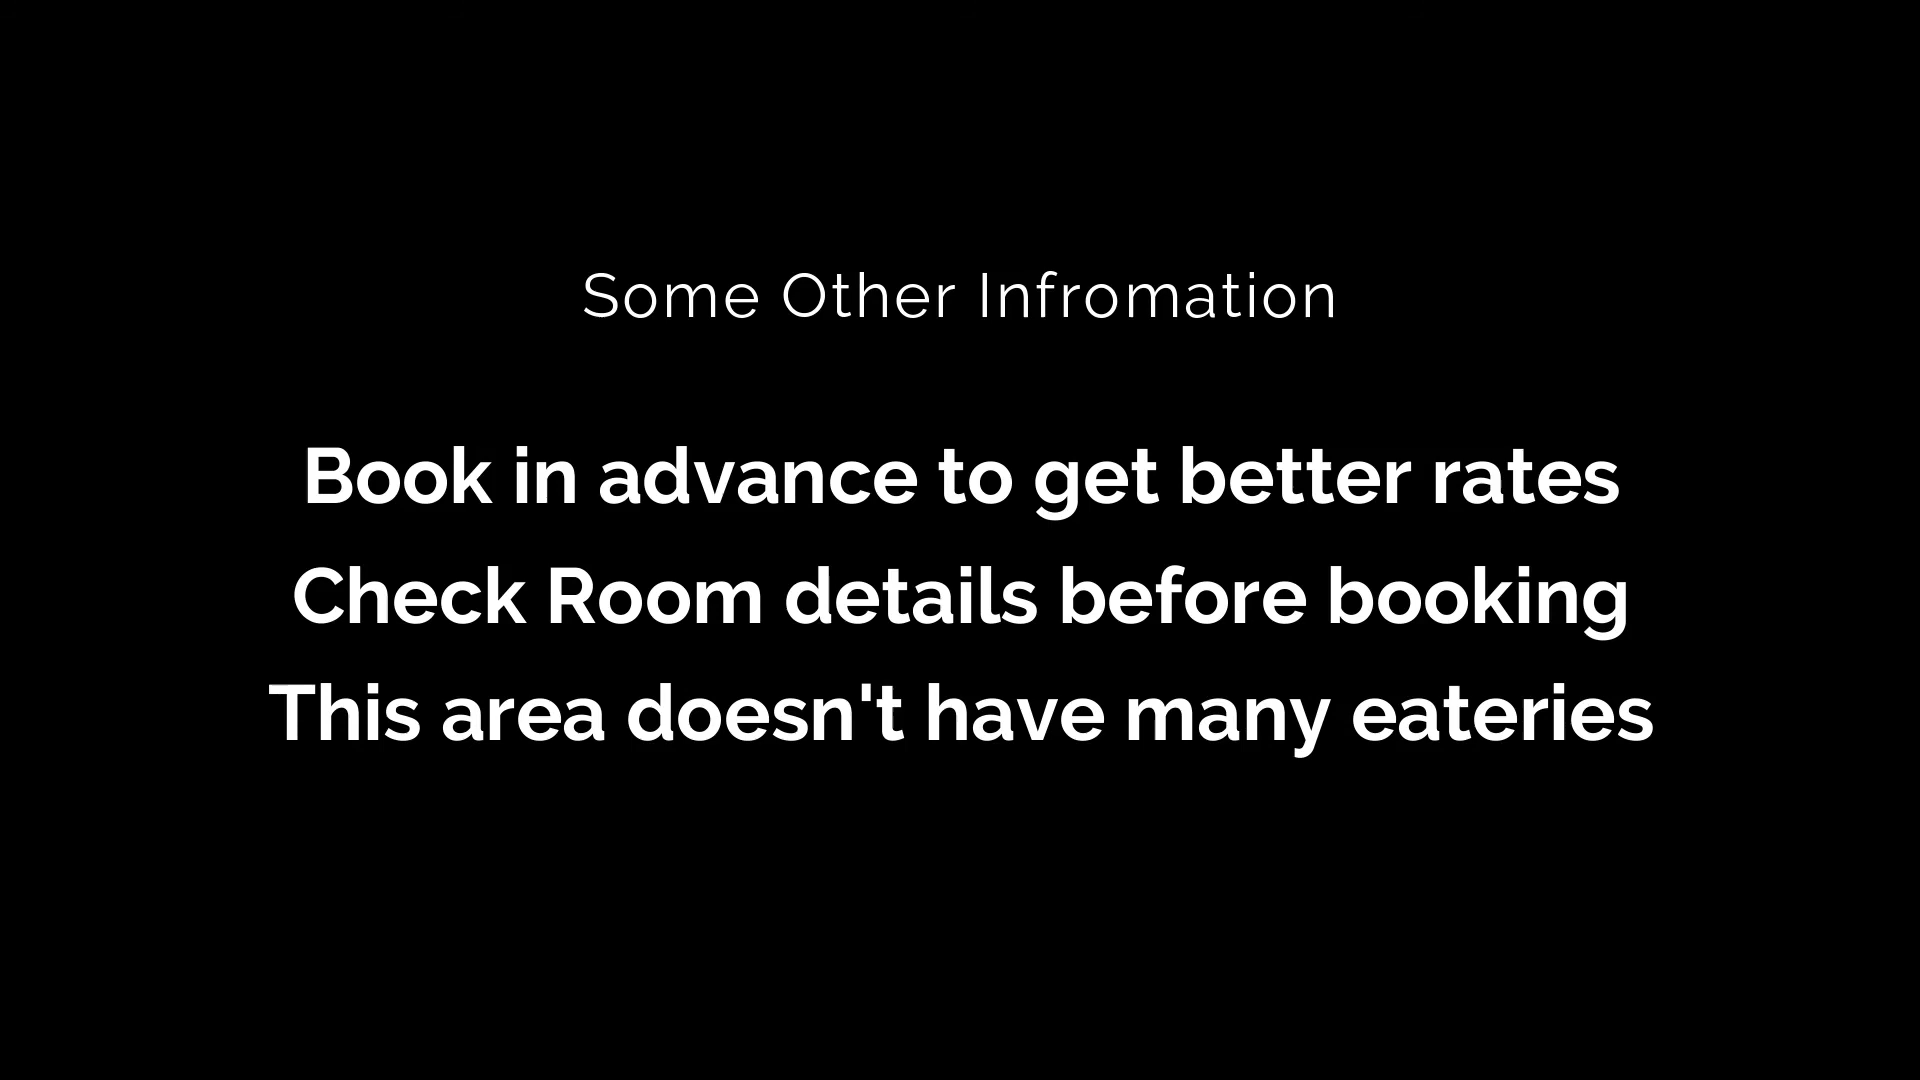 Some Other Infromation
Book in advance to get better rates
Check Room details before booking
This area doesn't have many eateries